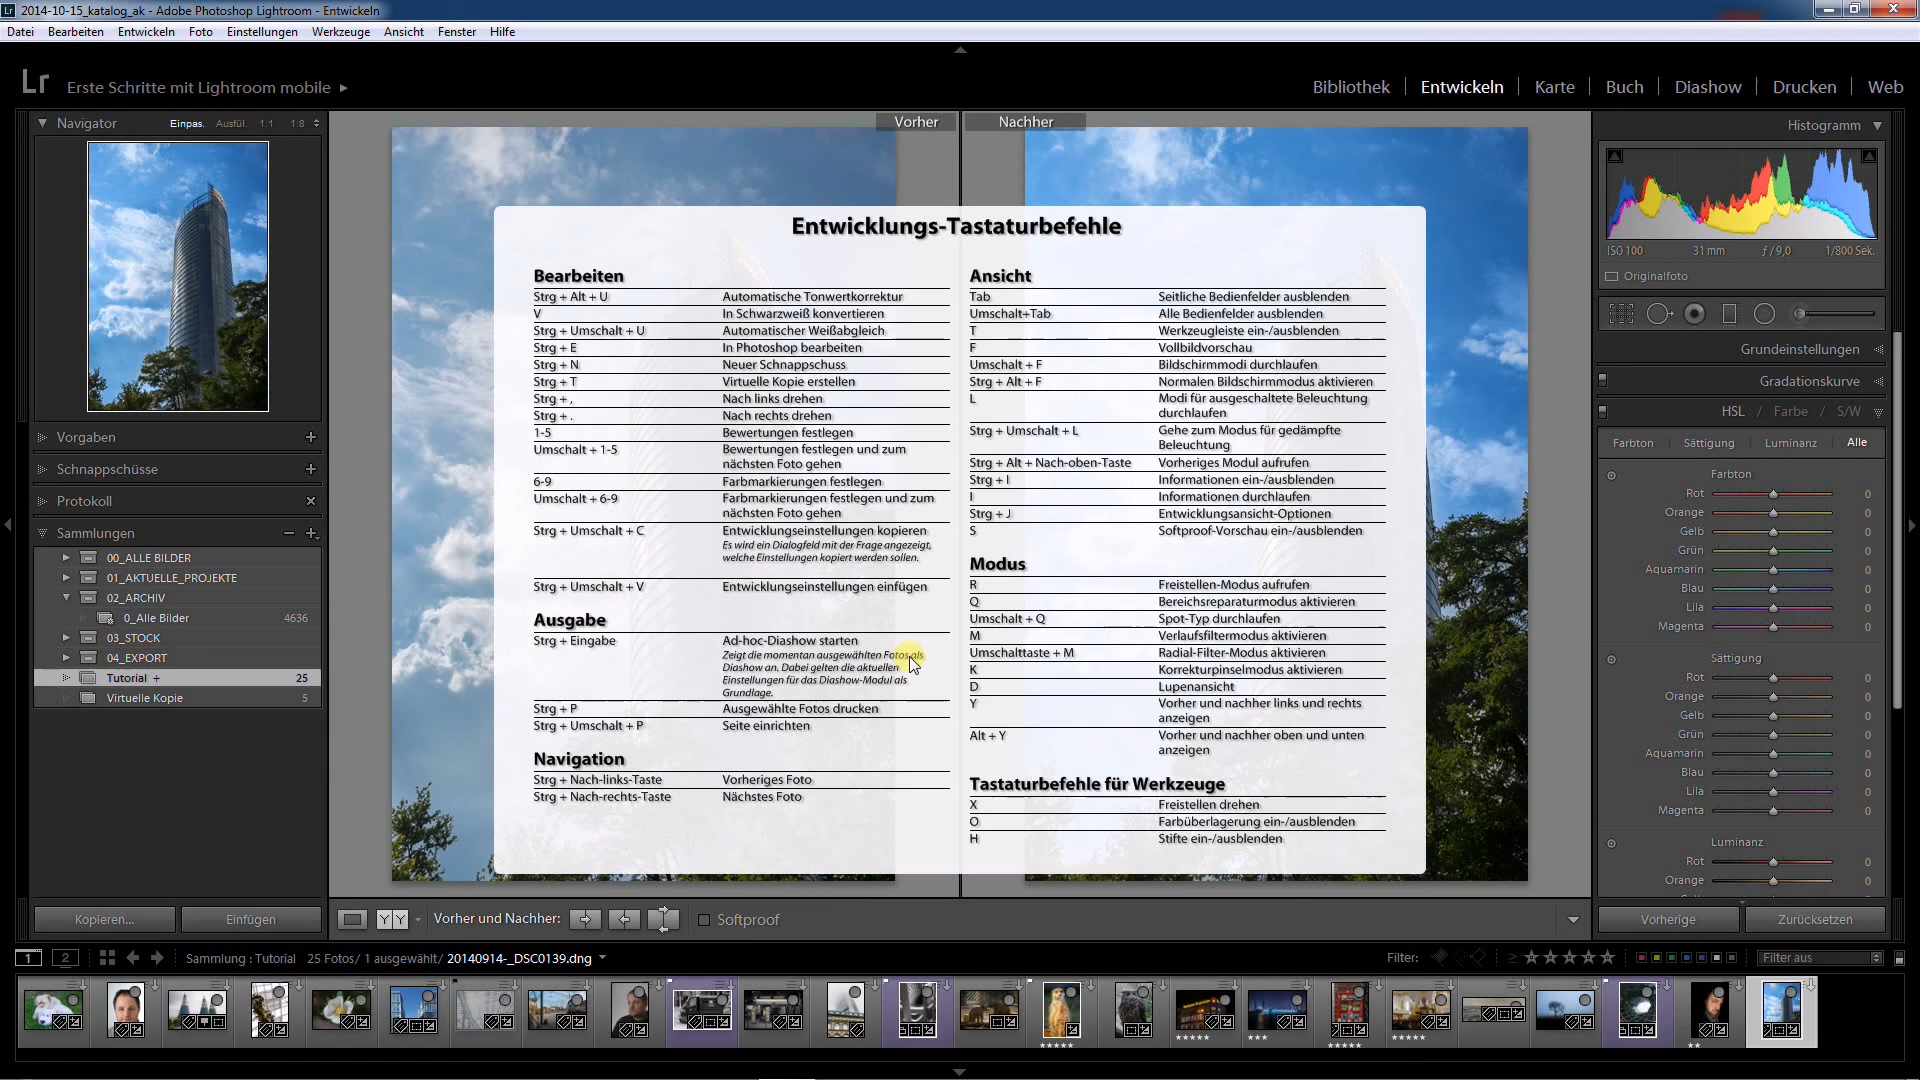 2014-10-15_katalog_ak - Adobe Photoshop Lightroom - Entwickeln
Datei Bearbeiten Entwickeln Foto Einstellungen Werkzeuge Ansicht Fenster Hilfe
Lr Erste Schritte mit Lightroom mobile
Bibliothek Entwickeln Karte Buch Diashow Drucken Web
Navigator Einpas. Ausfül. 1:1 1:8
Vorher Nachher
Histogramm
ISO 100 31 mm ƒ / 9,0 1/800 Sek.
Originalfoto
Vorgaben
Schnappschüsse
Protokoll
Sammlungen
00_ALLE BILDER
01_AKTUELLE_PROJEKTE
02_ARCHIV
0_Alle Bilder 4636
03_STOCK
04_EXPORT
Tutorial + 25
Virtuelle Kopie 5
Kopieren... Einfügen
Entwicklungs-Tastaturbefehle
Bearbeiten
Strg + Alt + U Automatische Tonwertkorrektur
V In Schwarzweiß konvertieren
Strg + Umschalt + U Automatischer Weißabgleich
Strg + E In Photoshop bearbeiten
Strg + N Neuer Schnappschuss
Strg + T Virtuelle Kopie erstellen
Strg + , Nach links drehen
Strg + . Nach rechts drehen
1-5 Bewertungen festlegen
Umschalt + 1-5 Bewertungen festlegen und zum
nächsten Foto gehen
6-9 Farbmarkierungen festlegen
Umschalt + 6-9 Farbmarkierungen festlegen und zum
nächsten Foto gehen
Strg + Umschalt + C Entwicklungseinstellungen kopieren
Es wird ein Dialogfeld mit der Frage angezeigt,
welche Einstellungen kopiert werden sollen.
Strg + Umschalt + V Entwicklungseinstellungen einfügen
Ausgabe
Strg + Eingabe Ad-hoc-Diashow starten
Zeigt die momentan ausgewählten Fotos als
Diashow an. Dabei gelten die aktuellen
Einstellungen für das Diashow-Modul als
Grundlage.
Strg + P Ausgewählte Fotos drucken
Strg + Umschalt + P Seite einrichten
Navigation
Strg + Nach-links-Taste Vorheriges Foto
Strg + Nach-rechts-Taste Nächstes Foto
Ansicht
Tab Seitliche Bedienfelder ausblenden
Umschalt+Tab Alle Bedienfelder ausblenden
T Werkzeugleiste ein-/ausblenden
F Vollbildvorschau
Umschalt + F Bildschirmmodi durchlaufen
Strg + Alt + F Normalen Bildschirmmodus aktivieren
L Modi für ausgeschaltete Beleuchtung
durchlaufen
Strg + Umschalt + L Gehe zum Modus für gedämpfte
Beleuchtung
Strg + Alt + Nach-oben-Taste Vorheriges Modul aufrufen
Strg + I Informationen ein-/ausblenden
I Informationen durchlaufen
Strg + J Entwicklungsansicht-Optionen
S Softproof-Vorschau ein-/ausblenden
Modus
R Freistellen-Modus aufrufen
Q Bereichsreparaturmodus aktivieren
Umschalt + Q Spot-Typ durchlaufen
M Verlaufsfiltermodus aktivieren
Umschalttaste + M Radial-Filter-Modus aktivieren
K Korrekturpinselmodus aktivieren
D Lupenansicht
Y Vorher und nachher links und rechts
anzeigen
Alt + Y Vorher und nachher oben und unten
anzeigen
Tastaturbefehle für Werkzeuge
X Freistellen drehen
O Farbüberlagerung ein-/ausblenden
H Stifte ein-/ausblenden
Grundeinstellungen
Gradationskurve
HSL / Farbe / S/W
Farbton Sättigung Luminanz Alle
Farbton
Rot 0
Orange 0
Gelb 0
Grün 0
Aquamarin 0
Blau 0
Lila 0
Magenta 0
Sättigung
Rot 0
Orange 0
Gelb 0
Grün 0
Aquamarin 0
Blau 0
Lila 0
Magenta 0
Luminanz
Rot 0
Orange 0
Vorherige Zurücksetzen
YY Vorher und Nachher: Softproof
1 2 Sammlung : Tutorial 25 Fotos/ 1 ausgewählt/ 20140914-_DSC0139.dng
Filter: Filter aus